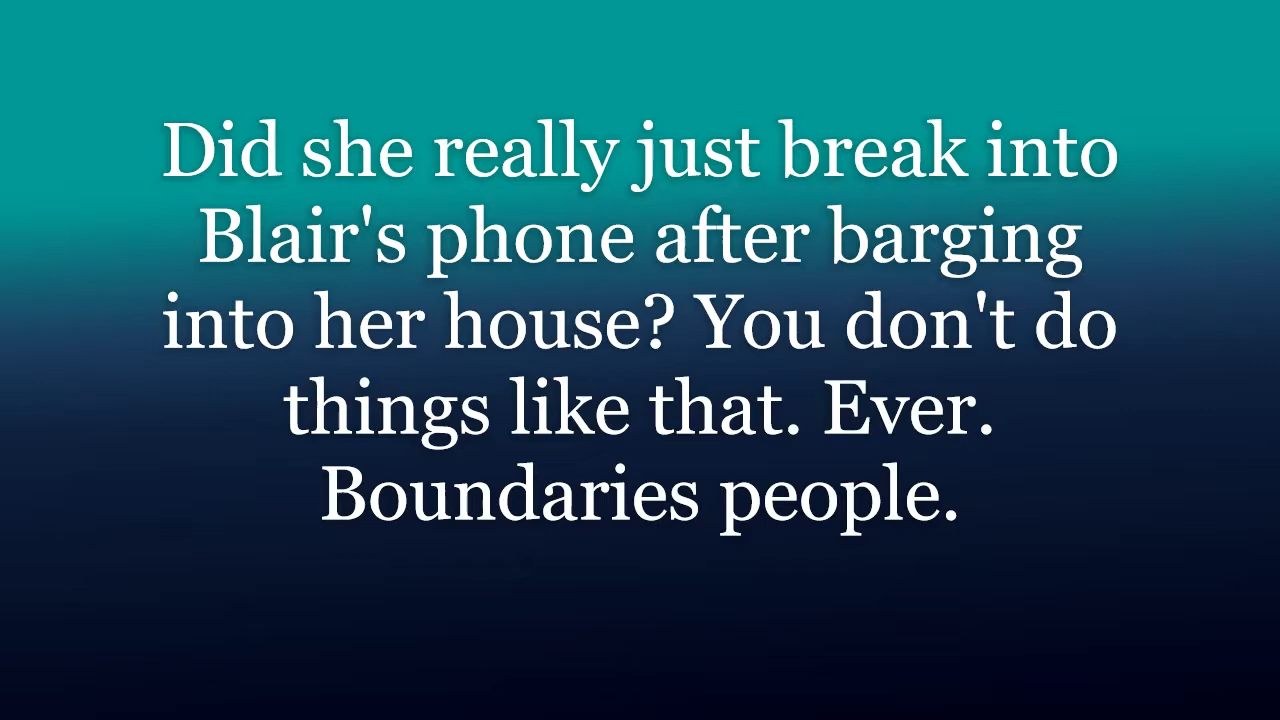 Did she really just break into
Blair's phone after barging
into her house? You don't do
things like that. Ever.
Boundaries people.